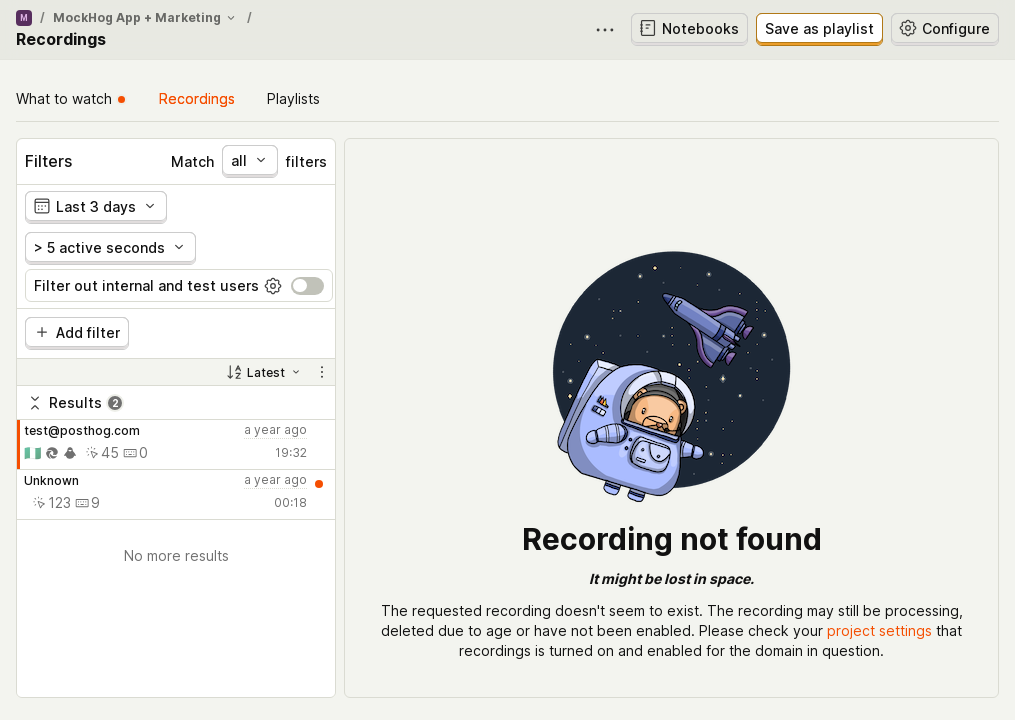 M / MockHog App + Marketing /
Recordings
Notebooks
Save as playlist
Configure
What to watch
Recordings
Playlists
Filters
Match all filters
Last 3 days
> 5 active seconds
Filter out internal and test users
Add filter
Latest
Results 2
test@posthog.com a year ago
45 0 19:32
Unknown a year ago
123 9 00:18
No more results
Recording not found
It might be lost in space.
The requested recording doesn't seem to exist. The recording may still be processing,
deleted due to age or have not been enabled. Please check your project settings that
recordings is turned on and enabled for the domain in question.